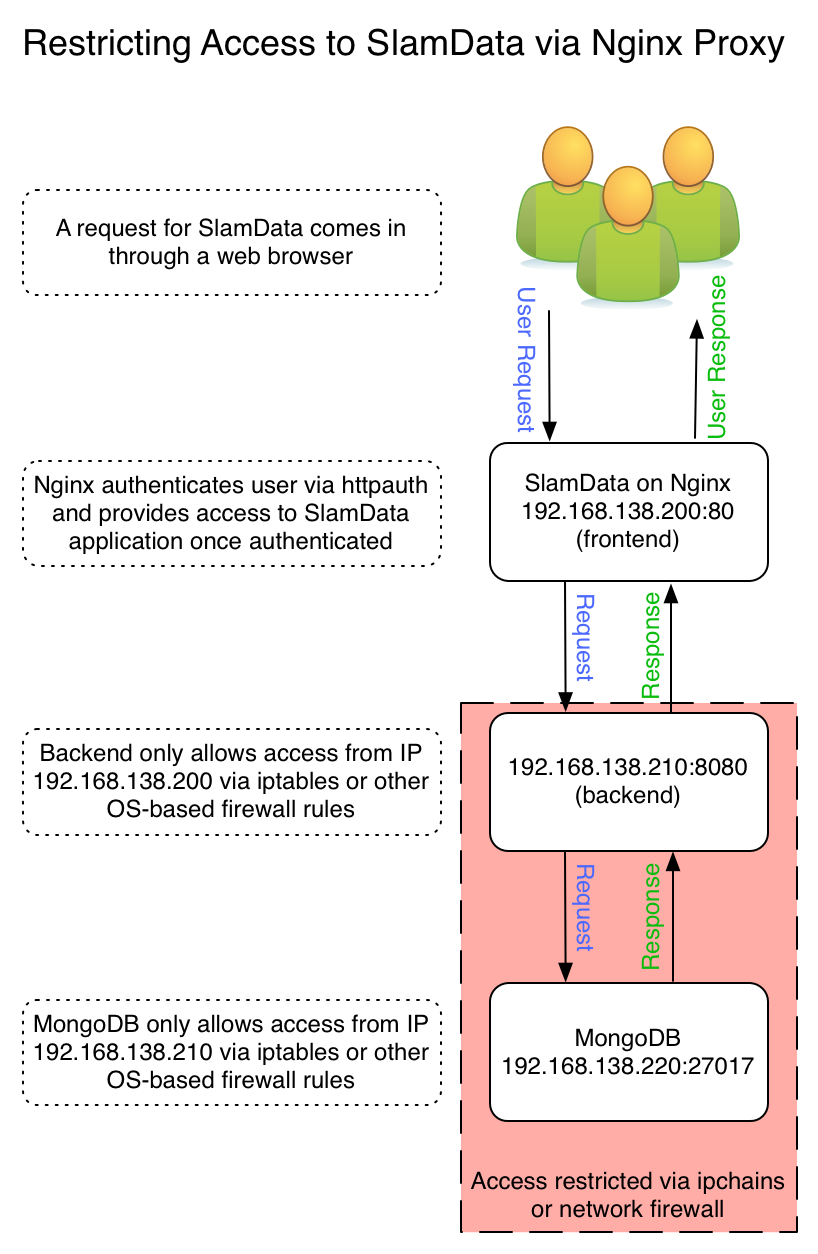 Restricting Access to SlamData via Nginx Proxy
A request for SlamData comes in
through a web browser
User Request
User Response
Nginx authenticates user via httpauth
and provides access to SlamData
application once authenticated
SlamData on Nginx
192.168.138.200:80
(frontend)
Request
Response
Backend only allows access from IP
192.168.138.200 via iptables or other
OS-based firewall rules
192.168.138.210:8080
(backend)
Request
Response
MongoDB only allows access from IP
192.168.138.210 via iptables or other
OS-based firewall rules
MongoDB
192.168.138.220:27017
Access restricted via ipchains
or network firewall